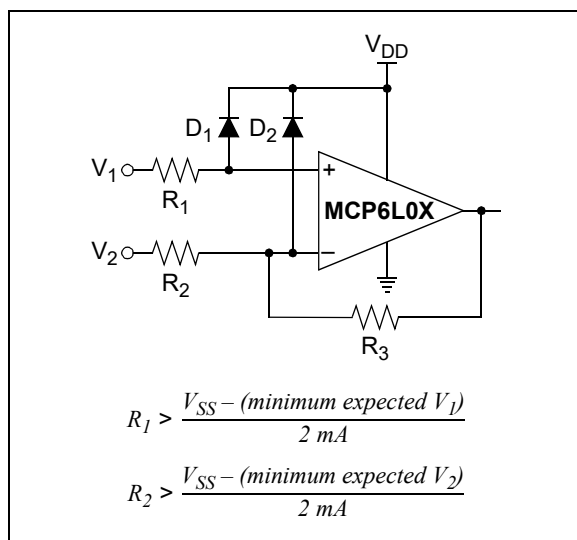 V_DD
D_1 D_2
V_1
R_1
+
MCP6L0X
V_2
R_2
−
R_3
R_1 > V_SS – (minimum expected V_1) / 2 mA
R_2 > V_SS – (minimum expected V_2) / 2 mA